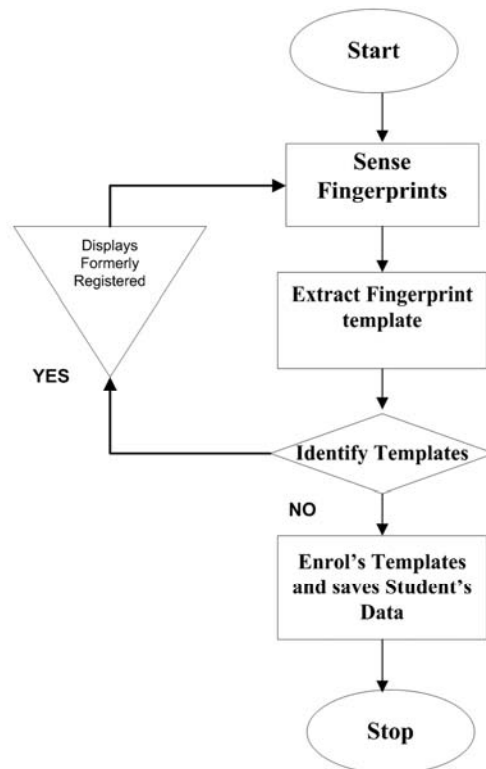 Start
Sense
Fingerprints
Displays
Formerly
Registered
Extract Fingerprint
template
YES
Identify Templates
NO
Enrol's Templates
and saves Student's
Data
Stop